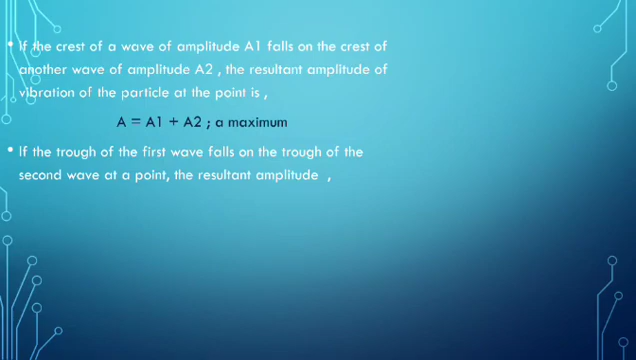 • If the crest of a wave of amplitude A1 falls on the crest of
another wave of amplitude A2 , the resultant amplitude of
vibration of the particle at the point is ,
A = A1 + A2 ; a maximum
• If the trough of the first wave falls on the trough of the
second wave at a point, the resultant amplitude ,